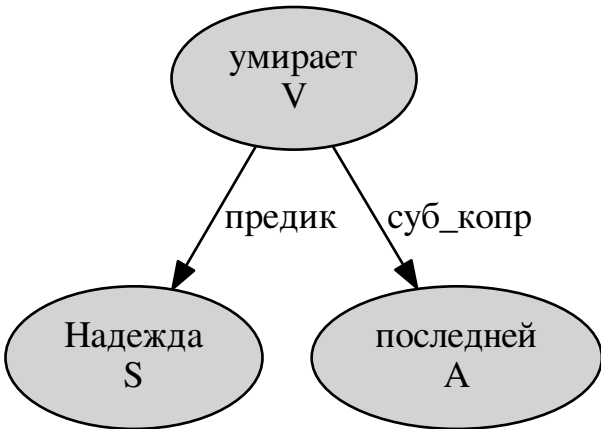 умирает
V
предик
суб_копр
Надежда
S
последней
A